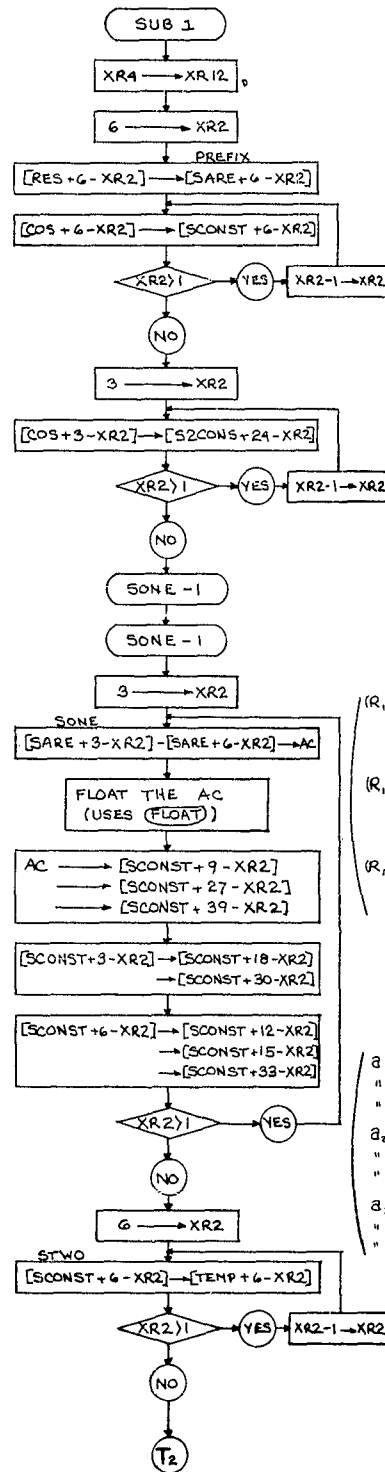 SUB 1
XR4 → XR12
6 → XR2
PREFIX
[RES+6-XR2] → [SARE+6-XR2]
[COS+6-XR2] → [SCONST+6-XR2]
XR2>1 YES XR2-1→XR2
NO
3 → XR2
[COS+3-XR2] → [S2CONS+24-XR2]
XR2>1 YES XR2-1→XR2
NO
SONE-1
SONE-1
3 → XR2
SONE
[SARE+3-XR2]-[SARE+6-XR2]→AC
FLOAT THE AC
(USES FLOAT)
AC → [SCONST+9-XR2]
→ [SCONST+27-XR2]
→ [SCONST+39-XR2]
[SCONST+3-XR2] → [SCONST+18-XR2]
→ [SCONST+30-XR2]
[SCONST+6-XR2] → [SCONST+12-XR2]
→ [SCONST+15-XR2]
→ [SCONST+33-XR2]
XR2>1 YES
NO
6 → XR2
STWO
[SCONST+6-XR2] → [TEMP+6-XR2]
XR2>1 YES XR2-1→XR2
NO
T₂
(R₁
(R₁
a
"
"
a₂
"
"
a
"
"